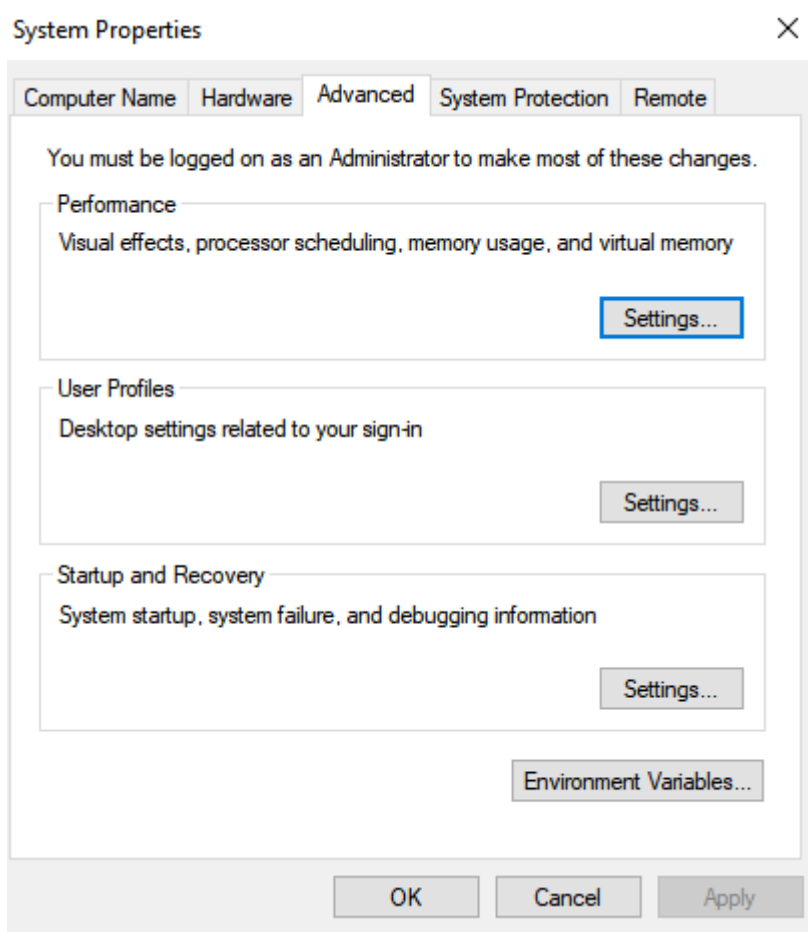 System Properties
Computer Name Hardware Advanced System Protection Remote
You must be logged on as an Administrator to make most of these changes.
Performance
Visual effects, processor scheduling, memory usage, and virtual memory
Settings...
User Profiles
Desktop settings related to your sign-in
Settings...
Startup and Recovery
System startup, system failure, and debugging information
Settings...
Environment Variables...
OK Cancel Apply